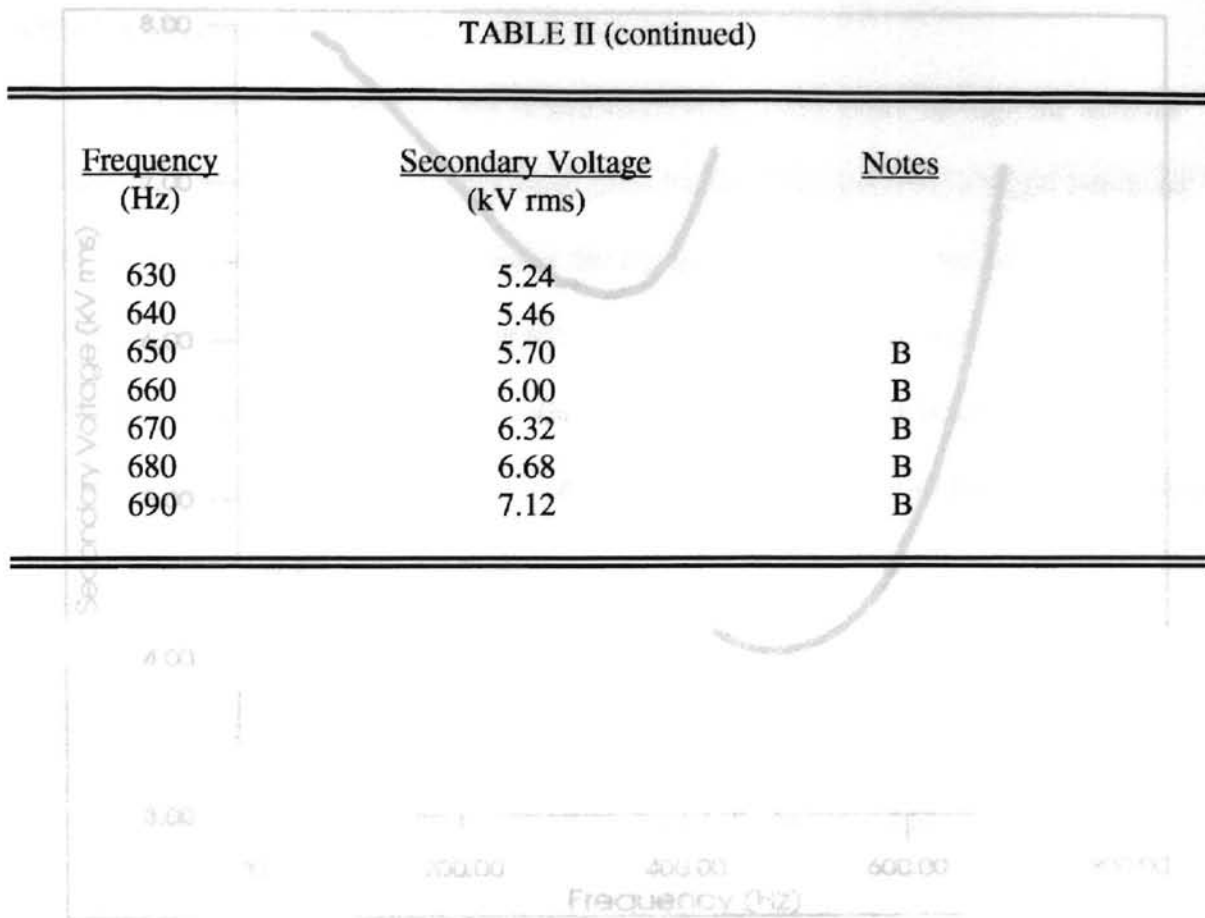 TABLE II (continued)
Frequency Secondary Voltage Notes
(Hz) (kV rms)
630 5.24
640 5.46
650 5.70 B
660 6.00 B
670 6.32 B
680 6.68 B
690 7.12 B
8.00
4.00
3.00
200.00 400.00 600.00 800.00
Frequency (Hz)
Secondary Voltage (kV rms)